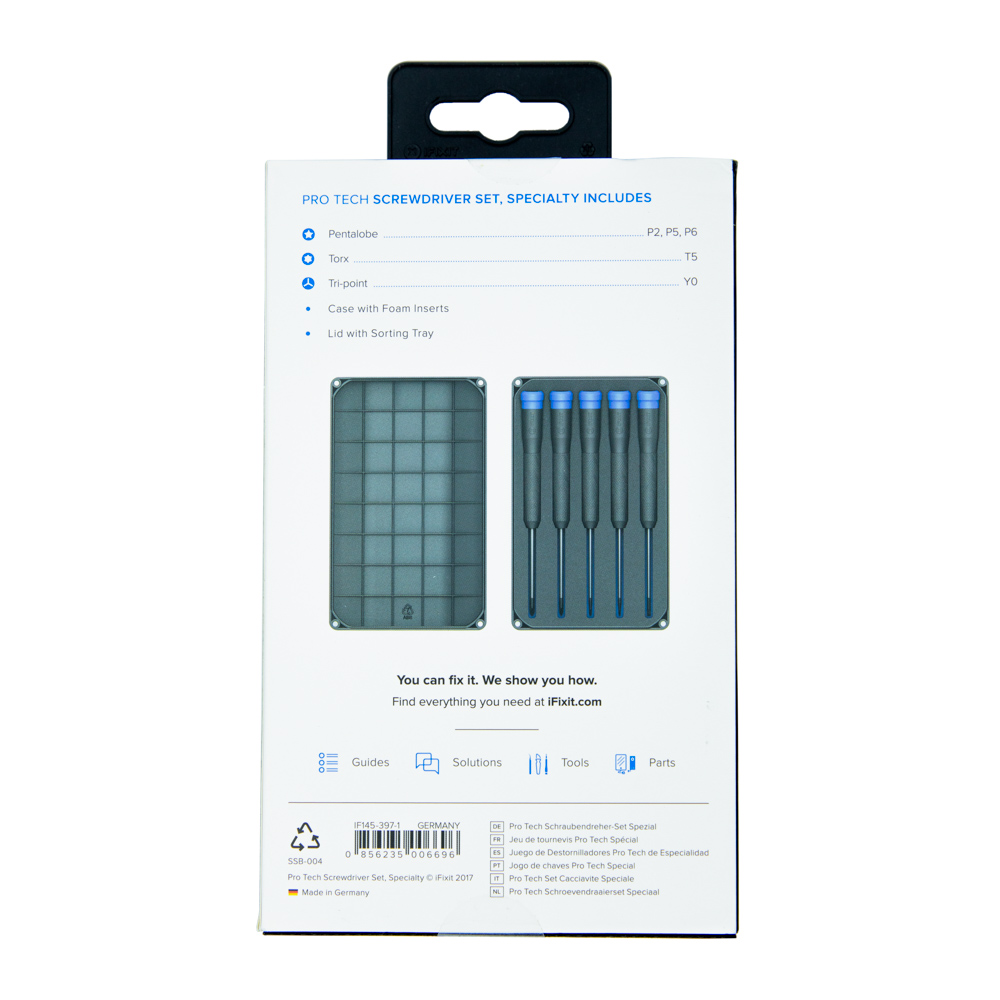 iFIXIT
PRO TECH SCREWDRIVER SET, SPECIALTY INCLUDES
Pentalobe P2, P5, P6
Torx T5
Tri-point Y0
Case with Foam Inserts
Lid with Sorting Tray
ABS
You can fix it. We show you how.
Find everything you need at iFixit.com
Guides Solutions Tools Parts
SSB-004
IF145-397-1 GERMANY
0 856235 006696
Pro Tech Screwdriver Set, Specialty © iFixit 2017
Made in Germany
DE Pro Tech Schraubendreher-Set Spezial
FR Jeu de tournevis Pro Tech Spécial
ES Juego de Destornilladores Pro Tech de Especialidad
PT Jogo de chaves Pro Tech Special
IT Pro Tech Set Cacciavite Speciale
NL Pro Tech Schroevendraaierset Speciaal